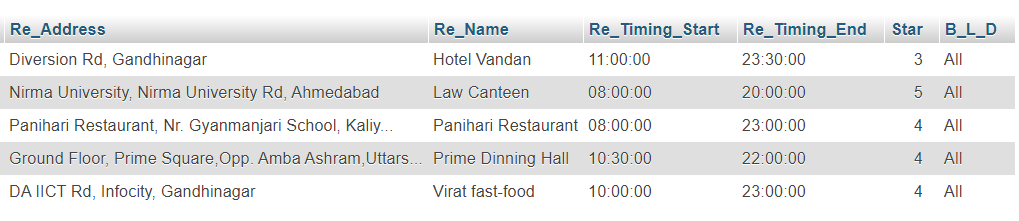 Re_Address Re_Name Re_Timing_Start Re_Timing_End Star B_L_D
Diversion Rd, Gandhinagar Hotel Vandan 11:00:00 23:30:00 3 All
Nirma University, Nirma University Rd, Ahmedabad Law Canteen 08:00:00 20:00:00 5 All
Panihari Restaurant, Nr. Gyanmanjari School, Kaliy... Panihari Restaurant 08:00:00 23:00:00 4 All
Ground Floor, Prime Square,Opp. Amba Ashram,Uttars... Prime Dinning Hall 10:30:00 22:00:00 4 All
DA IICT Rd, Infocity, Gandhinagar Virat fast-food 10:00:00 23:00:00 4 All